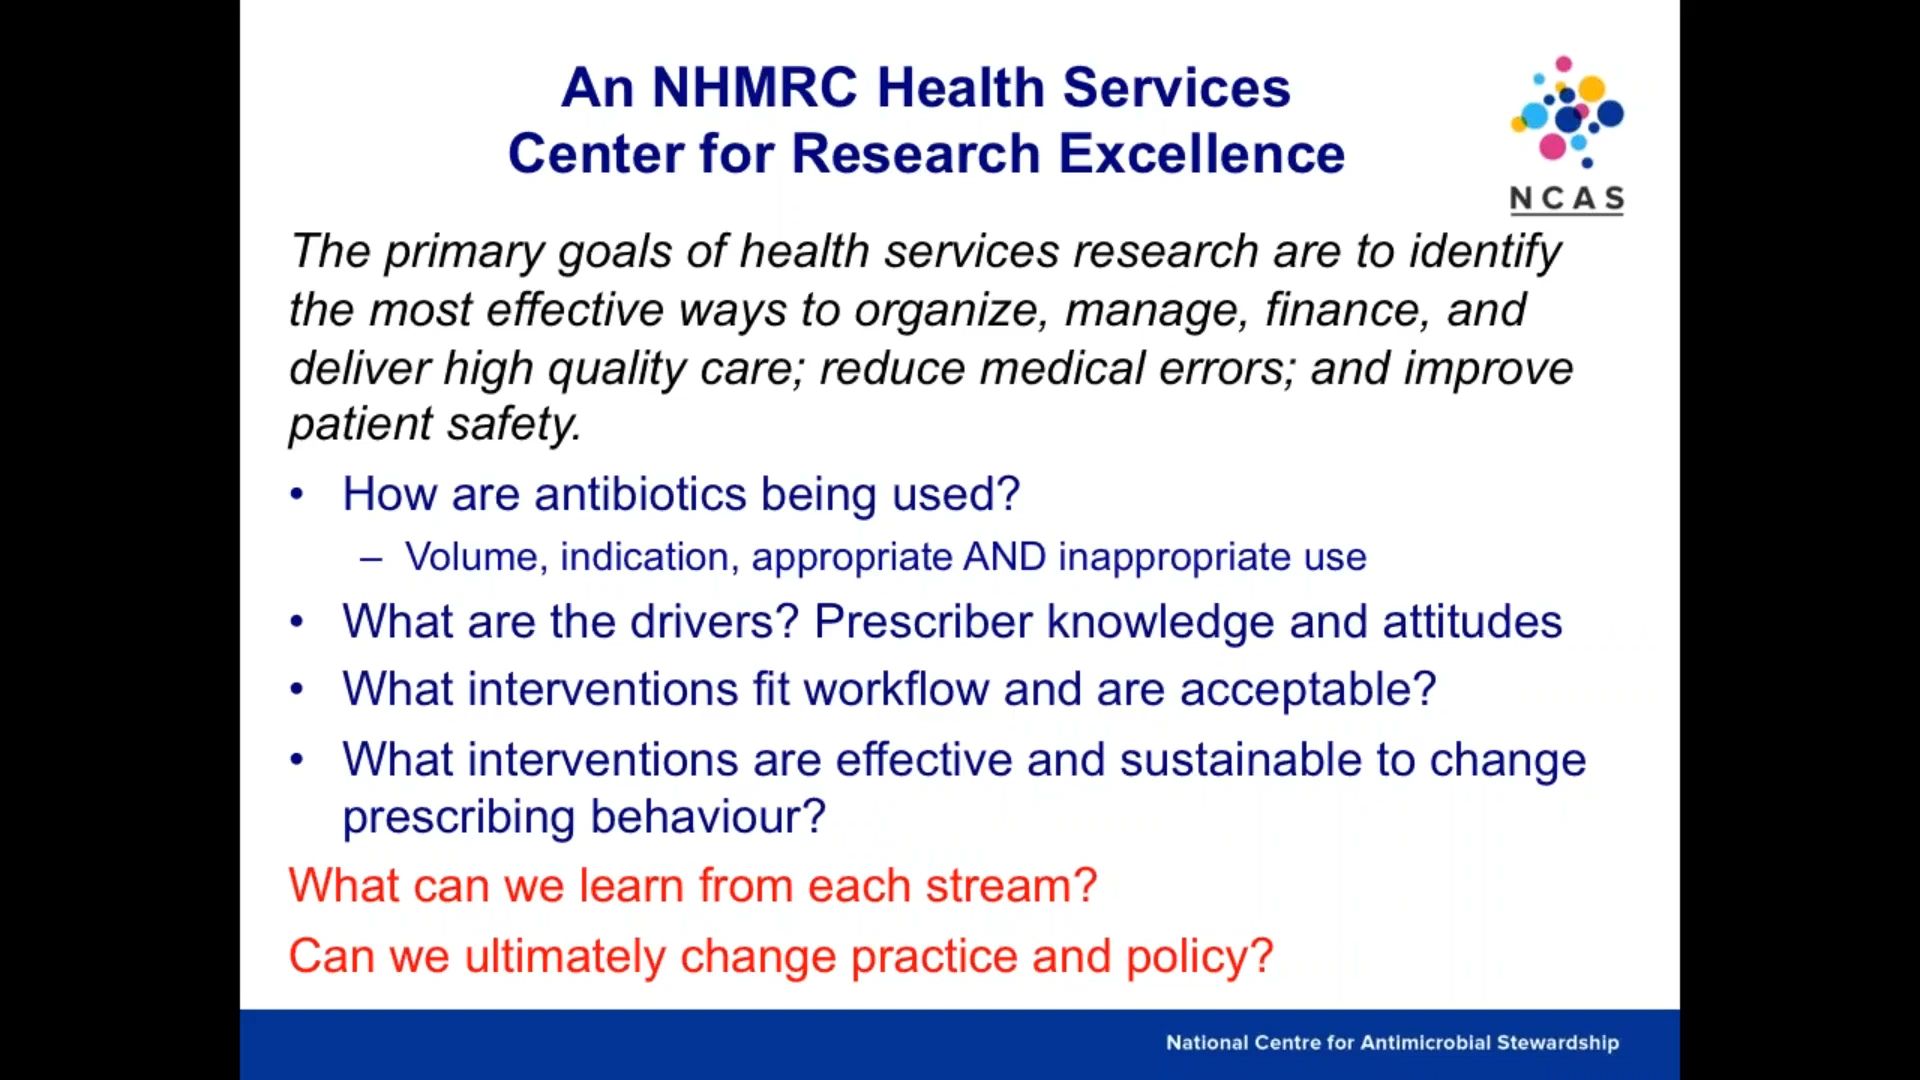 An NHMRC Health Services
Center for Research Excellence
NCAS
The primary goals of health services research are to identify
the most effective ways to organize, manage, finance, and
deliver high quality care; reduce medical errors; and improve
patient safety.
• How are antibiotics being used?
– Volume, indication, appropriate AND inappropriate use
• What are the drivers? Prescriber knowledge and attitudes
• What interventions fit workflow and are acceptable?
• What interventions are effective and sustainable to change
prescribing behaviour?
What can we learn from each stream?
Can we ultimately change practice and policy?
National Centre for Antimicrobial Stewardship